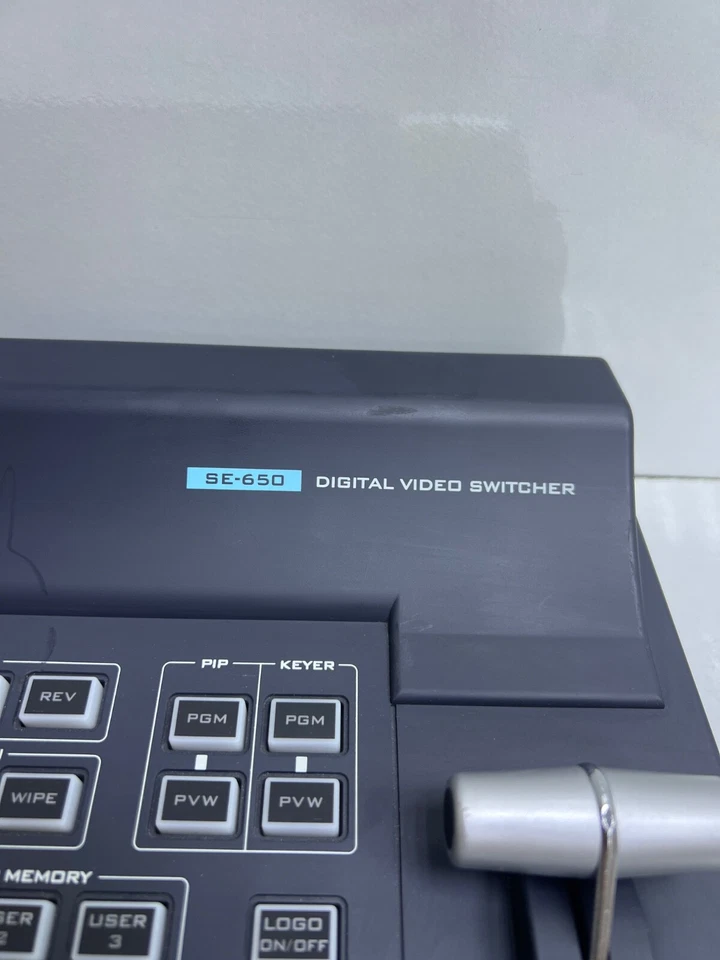 SE-650 DIGITAL VIDEO SWITCHER
PIP KEYER
REV PGM PGM
WIPE PVW PVW
MEMORY
USER 3
LOGO
ON/OFF